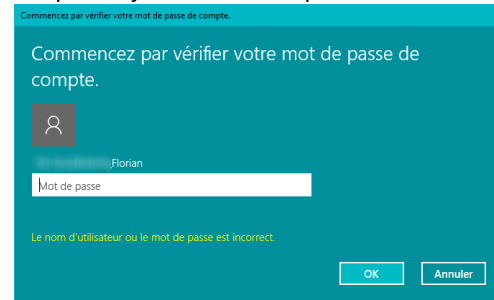 Commencez par vérifier votre mot de passe de compte.
Commencez par vérifier votre mot de passe de
compte.
,Florian
Mot de passe
Le nom d'utilisateur ou le mot de passe est incorrect.
OK Annuler